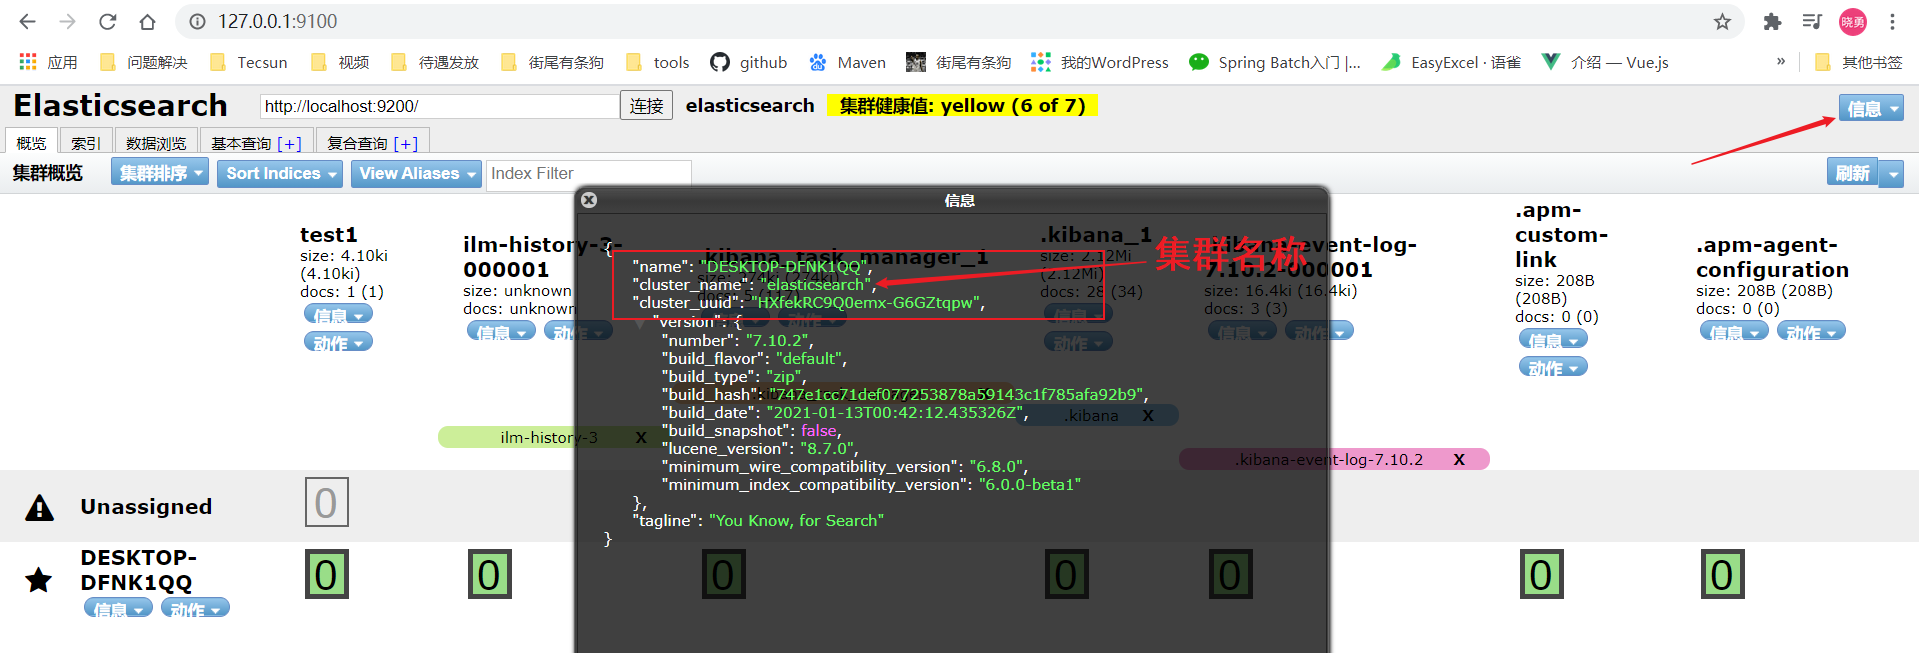 127.0.0.1:9100
晓勇
应用 问题解决 Tecsun 视频 待遇发放 街尾有条狗 tools github Maven 街尾有条狗 我的WordPress Spring Batch入门 |... EasyExcel · 语雀 介绍 — Vue.js » 其他书签
Elasticsearch http://localhost:9200/ 连接 elasticsearch 集群健康值: yellow (6 of 7) 信息
概览 索引 数据浏览 基本查询 [+] 复合查询 [+]
集群概览 集群排序 Sort Indices View Aliases Index Filter 刷新
信息
test1
size: 4.10ki
(4.10ki)
docs: 1 (1)
信息
动作
ilm-history-3-
000001
size: unknown
docs: unknown
信息 动作
.kibana_task_manager_1
.kibana_1
size: 2.12Mi
(2.12Mi)
docs: 28 (34)
信息
动作
.kibana-event-log-
7.10.2-000001
size: 16.4ki (16.4ki)
docs: 3 (3)
信息 动作
.apm-
custom-
link
size: 208B
(208B)
docs: 0 (0)
信息
动作
.apm-agent-
configuration
size: 208B (208B)
docs: 0 (0)
信息 动作
集群名称
{
"name": "DESKTOP-DFNK1QQ",
"cluster_name": "elasticsearch",
"cluster_uuid": "HXfekRC9Q0emx-G6GZtqpw",
"version": {
"number": "7.10.2",
"build_flavor": "default",
"build_type": "zip",
"build_hash": "747e1cc71def077253878a59143c1f785afa92b9",
"build_date": "2021-01-13T00:42:12.435326Z",
"build_snapshot": false,
"lucene_version": "8.7.0",
"minimum_wire_compatibility_version": "6.8.0",
"minimum_index_compatibility_version": "6.0.0-beta1"
},
"tagline": "You Know, for Search"
}
.kibana X
ilm-history-3 X
.kibana-event-log-7.10.2 X
Unassigned 0
DESKTOP-
DFNK1QQ
信息 动作
0 0 0 0 0 0 0